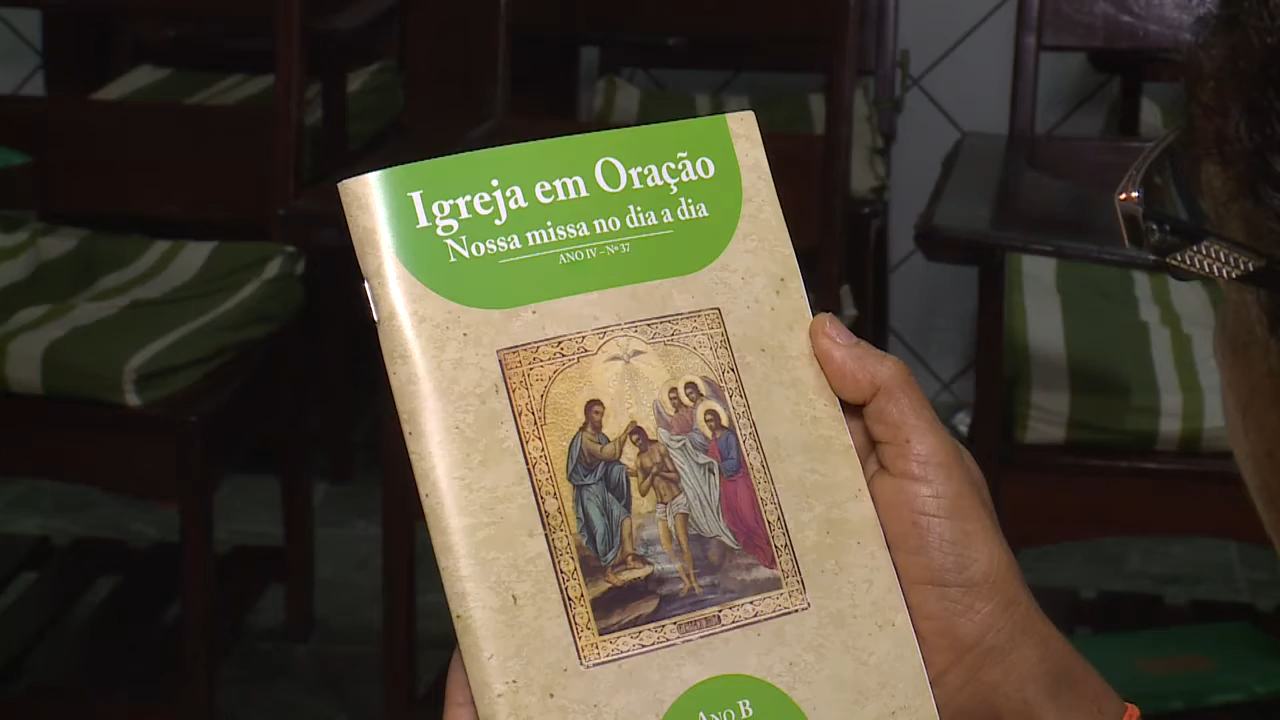 Igreja em Oração
Nossa missa no dia a dia
ANO IV – Nº 37
ANO B